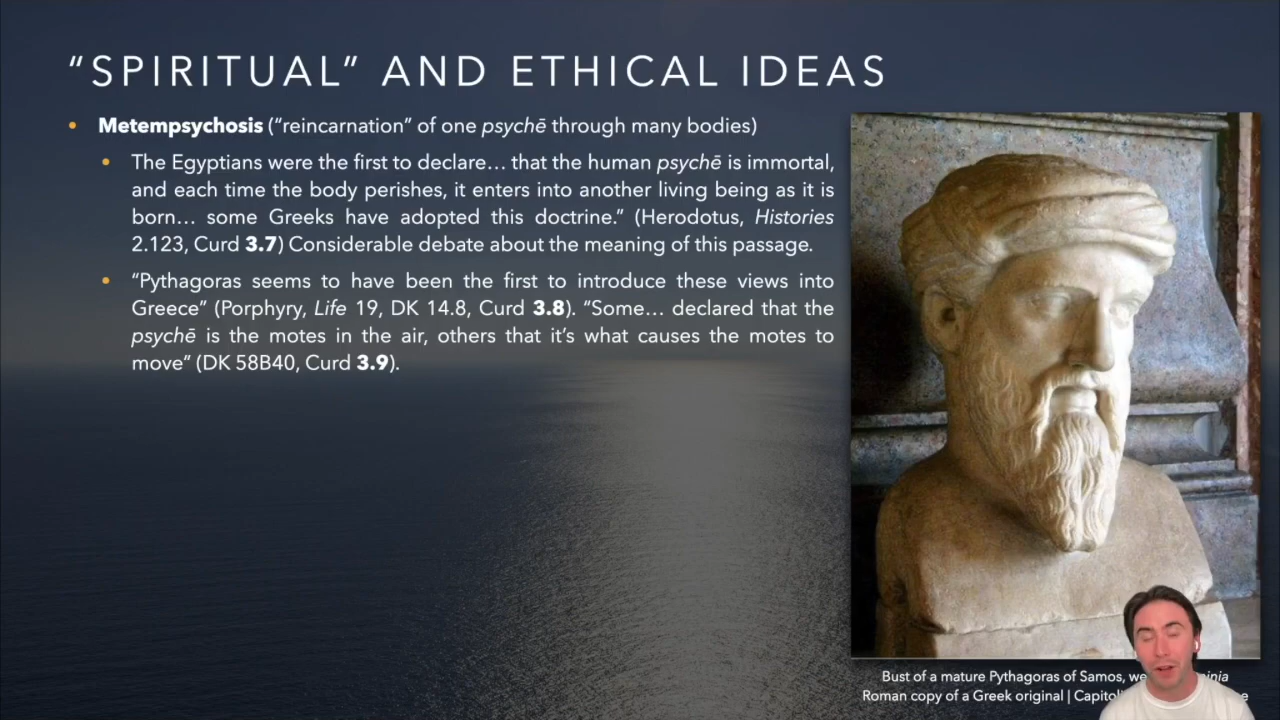 “SPIRITUAL” AND ETHICAL IDEAS
• Metempsychosis (“reincarnation” of one psychē through many bodies)
• The Egyptians were the first to declare… that the human psychē is immortal,
and each time the body perishes, it enters into another living being as it is
born… some Greeks have adopted this doctrine.” (Herodotus, Histories
2.123, Curd 3.7) Considerable debate about the meaning of this passage.
• “Pythagoras seems to have been the first to introduce these views into
Greece” (Porphyry, Life 19, DK 14.8, Curd 3.8). “Some… declared that the
psychē is the motes in the air, others that it’s what causes the motes to
move” (DK 58B40, Curd 3.9).
Bust of a mature Pythagoras of Samos,
Roman copy of a Greek original |